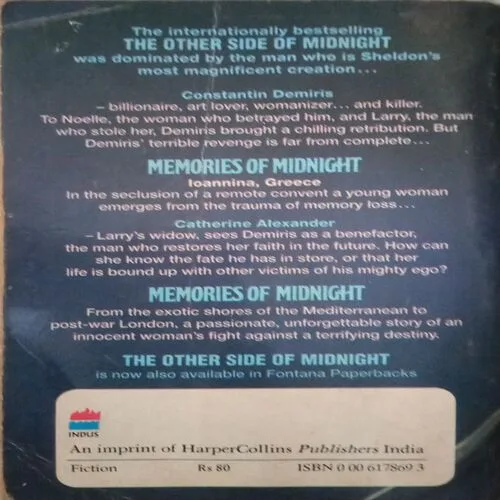 The internationally bestselling
THE OTHER SIDE OF MIDNIGHT
was dominated by the man who is Sheldon's
most magnificent creation...
Constantin Demiris
– billionaire, art lover, womanizer... and killer.
To Noelle, the woman who betrayed him, and Larry, the man
who stole her, Demiris brought a chilling retribution. But
Demiris' terrible revenge is far from complete...
MEMORIES OF MIDNIGHT
Ioannina, Greece
In the seclusion of a remote convent a young woman
emerges from the trauma of memory loss...
Catherine Alexander
– Larry's widow, sees Demiris as a benefactor,
the man who restores her faith in the future. How can
she know the fate he has in store, or that her
life is bound up with other victims of his mighty ego?
MEMORIES OF MIDNIGHT
From the exotic shores of the Mediterranean to
post-war London, a passionate, unforgettable story of an
innocent woman's fight against a terrifying destiny.
THE OTHER SIDE OF MIDNIGHT
is now also available in Fontana Paperbacks
INDUS
An imprint of HarperCollins Publishers India
Fiction Rs 80 ISBN 0 00 617869 3